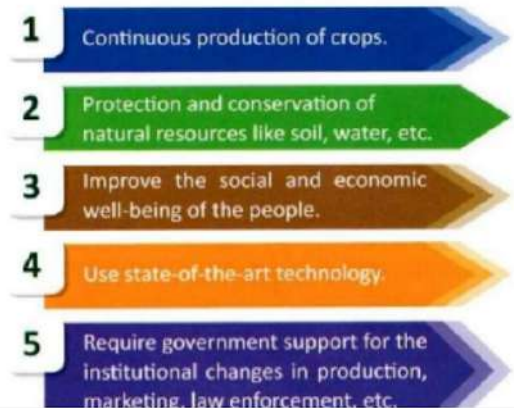 1
Continuous production of crops.
2
Protection and conservation of
natural resources like soil, water, etc.
3
Improve the social and economic
well-being of the people.
4
Use state-of-the-art technology.
5
Require government support for the
institutional changes in production,
marketing, law enforcement, etc.